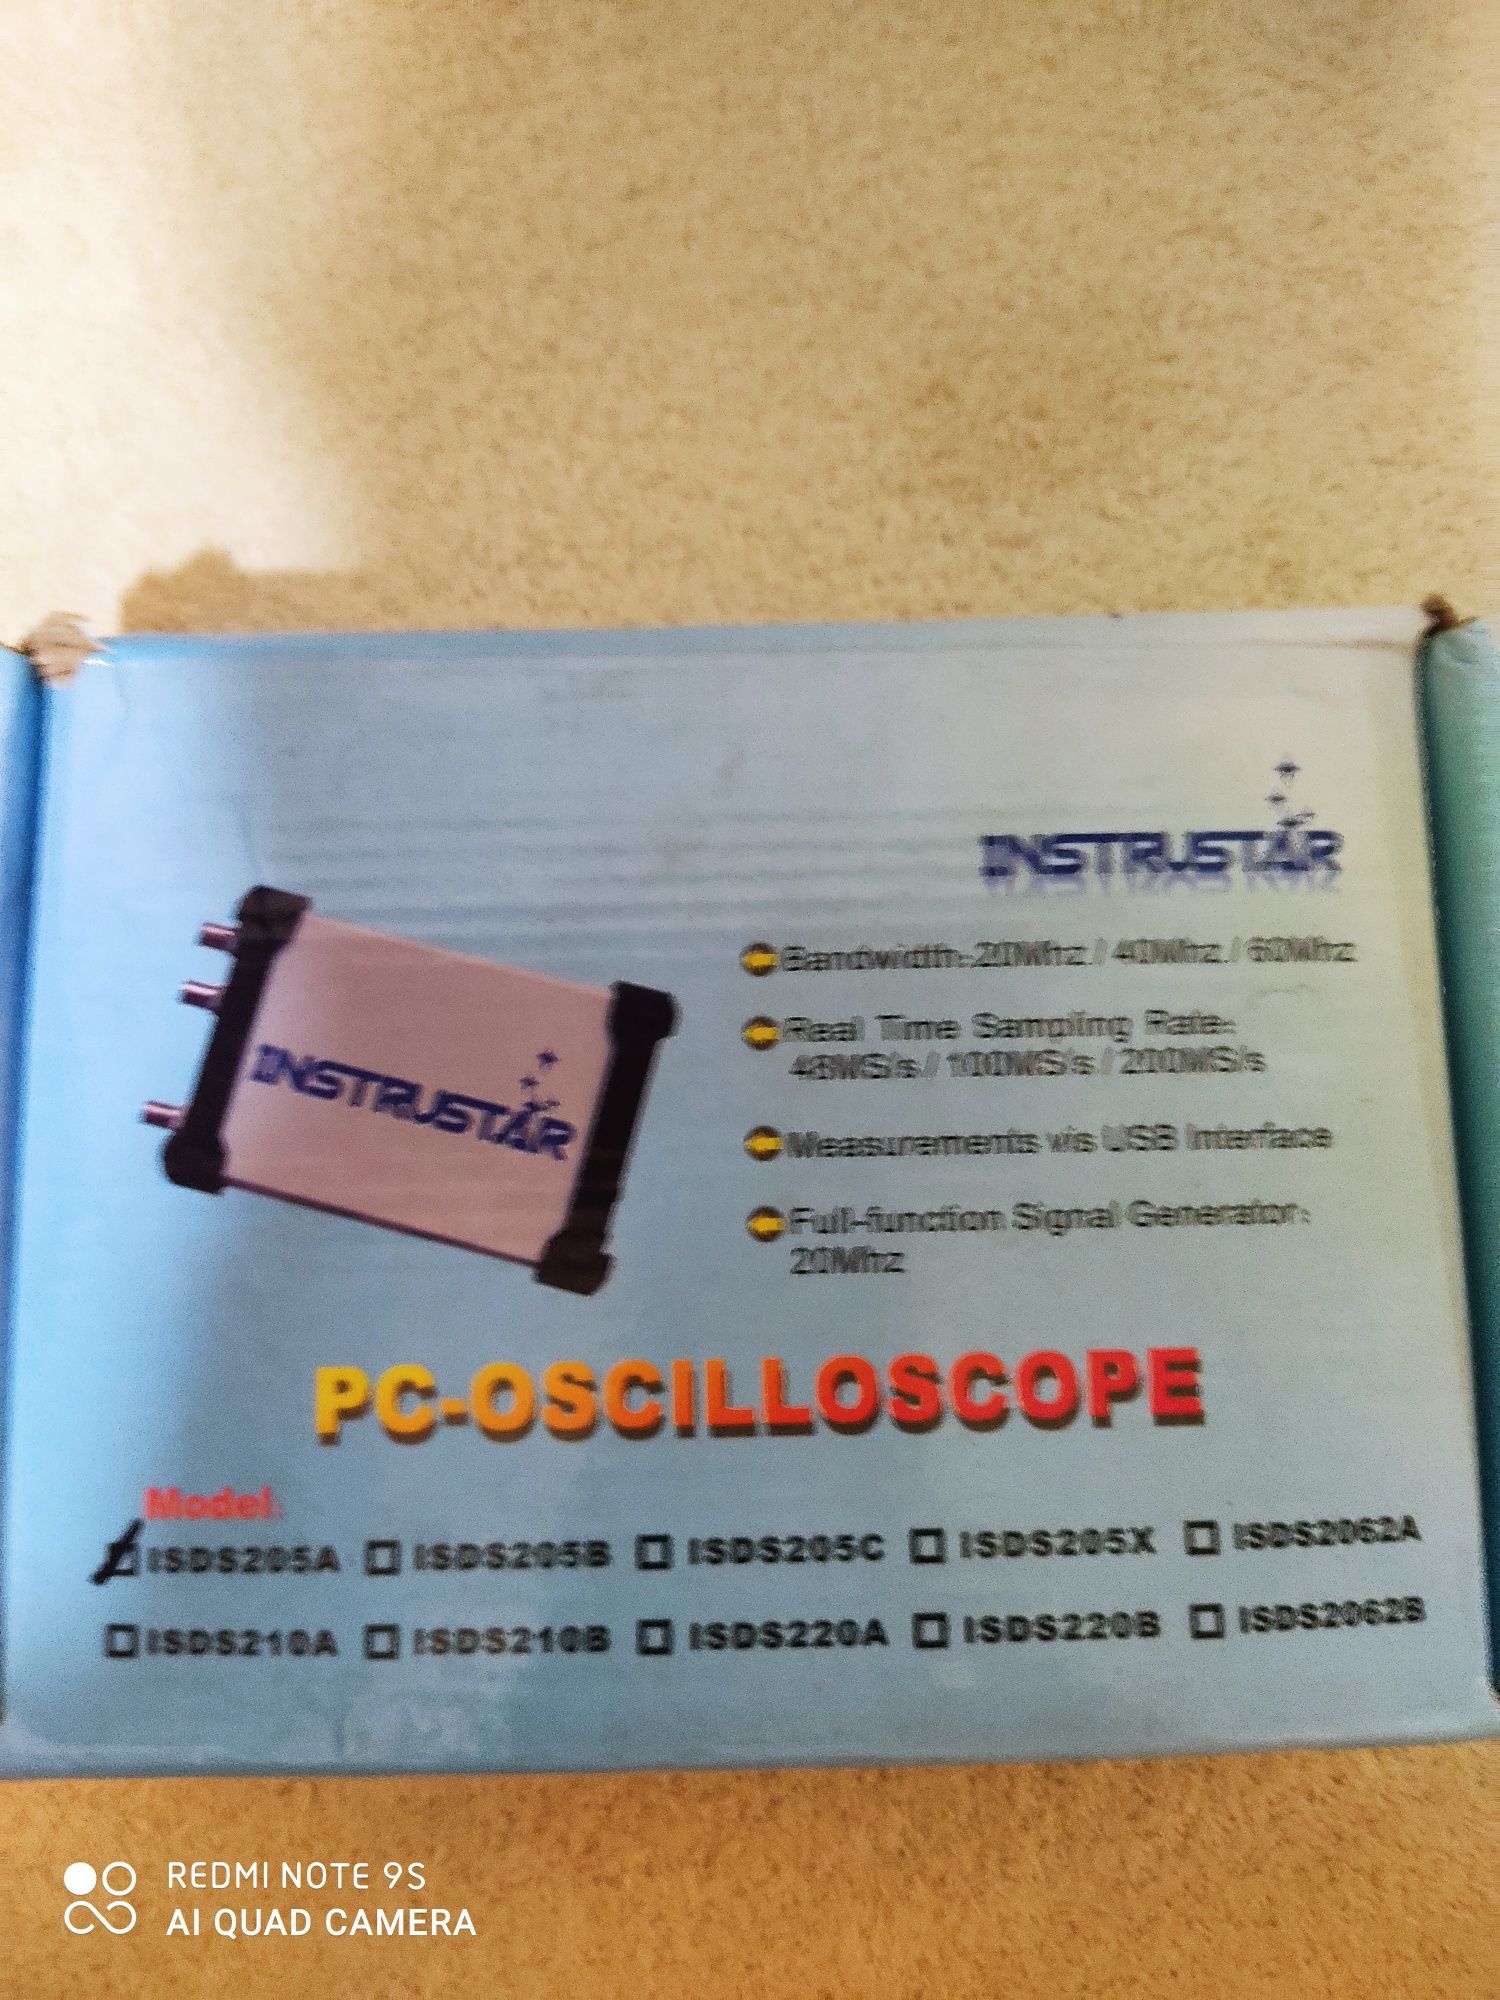 INSTRUSTAR
INSTRUSTAR
Bandwidth:20Mhz / 40Mhz / 60Mhz
Real Time Sampling Rate:
48MS/s / 100MS/s / 200MS/s
Measurements vis USB Interface
Full-function Signal Generator:
20Mhz
PC-OSCILLOSCOPE
Model:
ISDS205A ISDS205B ISDS205C ISDS205X ISDS2062A
ISDS210A ISDS210B ISDS220A ISDS220B ISDS2062B
REDMI NOTE 9S
AI QUAD CAMERA